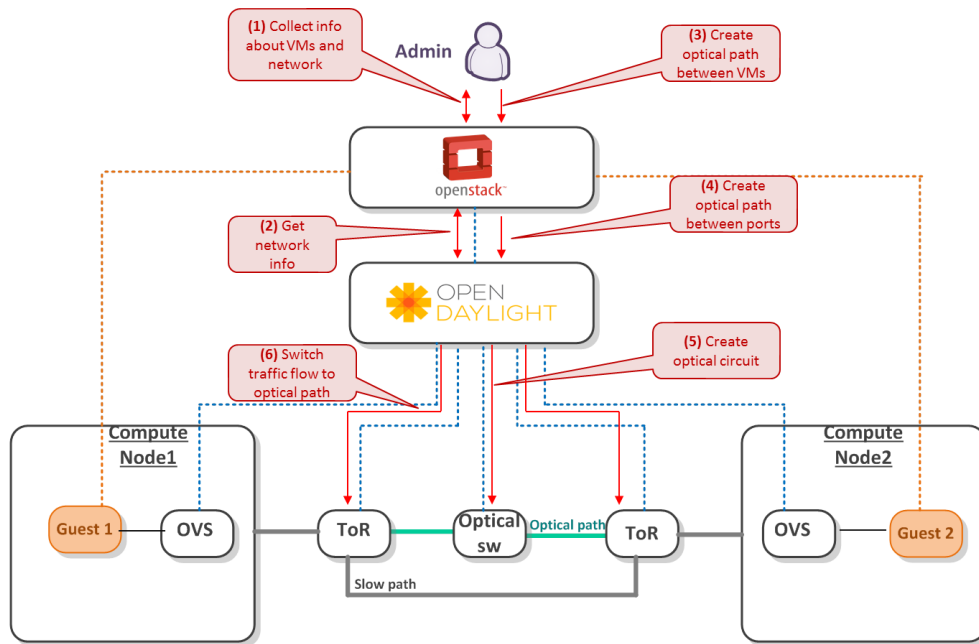 (1) Collect info
about VMs and
network
Admin
(3) Create
optical path
between VMs
openstack™
(2) Get
network
info
(4) Create
optical path
between ports
OPEN
DAYLIGHT
(6) Switch
traffic flow to
optical path
(5) Create
optical circuit
Compute
Node1
Guest 1
OVS
ToR
Optical
sw
Optical path
ToR
Slow path
Compute
Node2
OVS
Guest 2